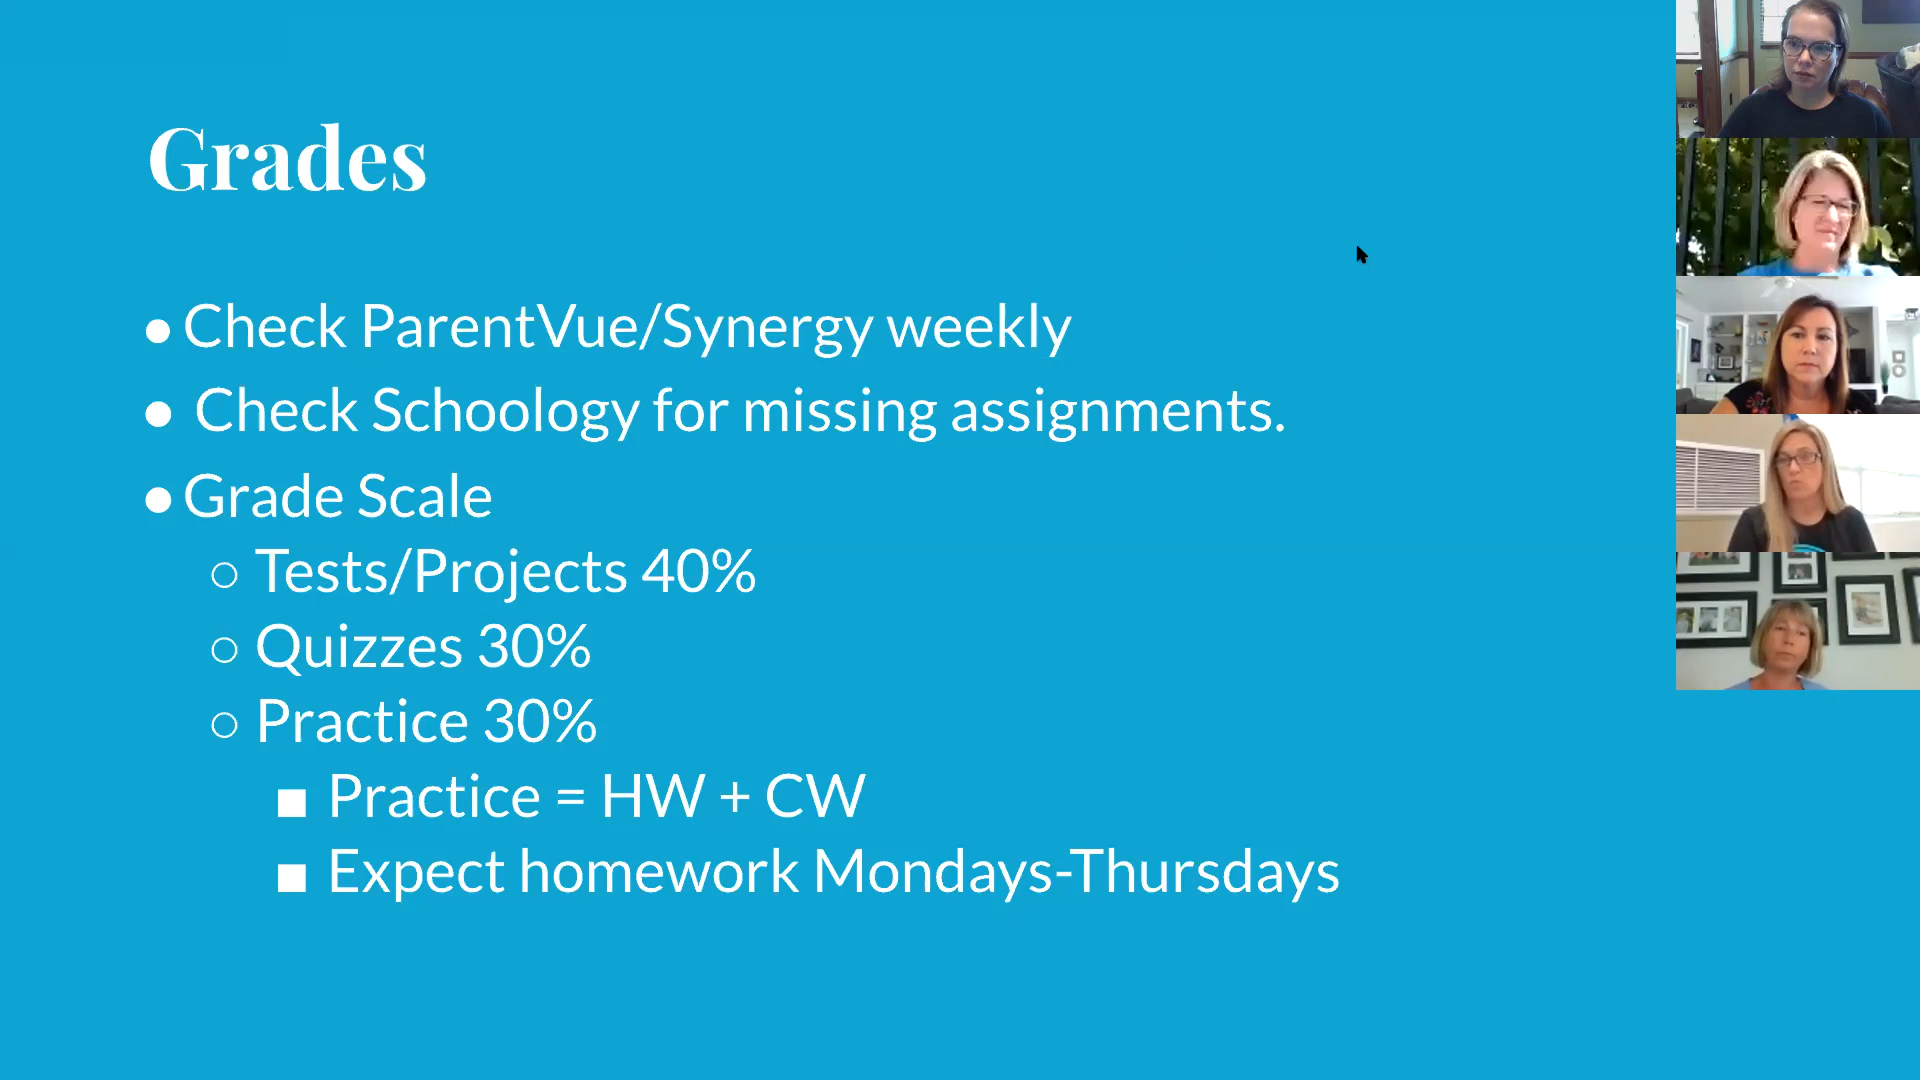 Grades
● Check ParentVue/Synergy weekly
● Check Schoology for missing assignments.
● Grade Scale
○ Tests/Projects 40%
○ Quizzes 30%
○ Practice 30%
■ Practice = HW + CW
■ Expect homework Mondays-Thursdays